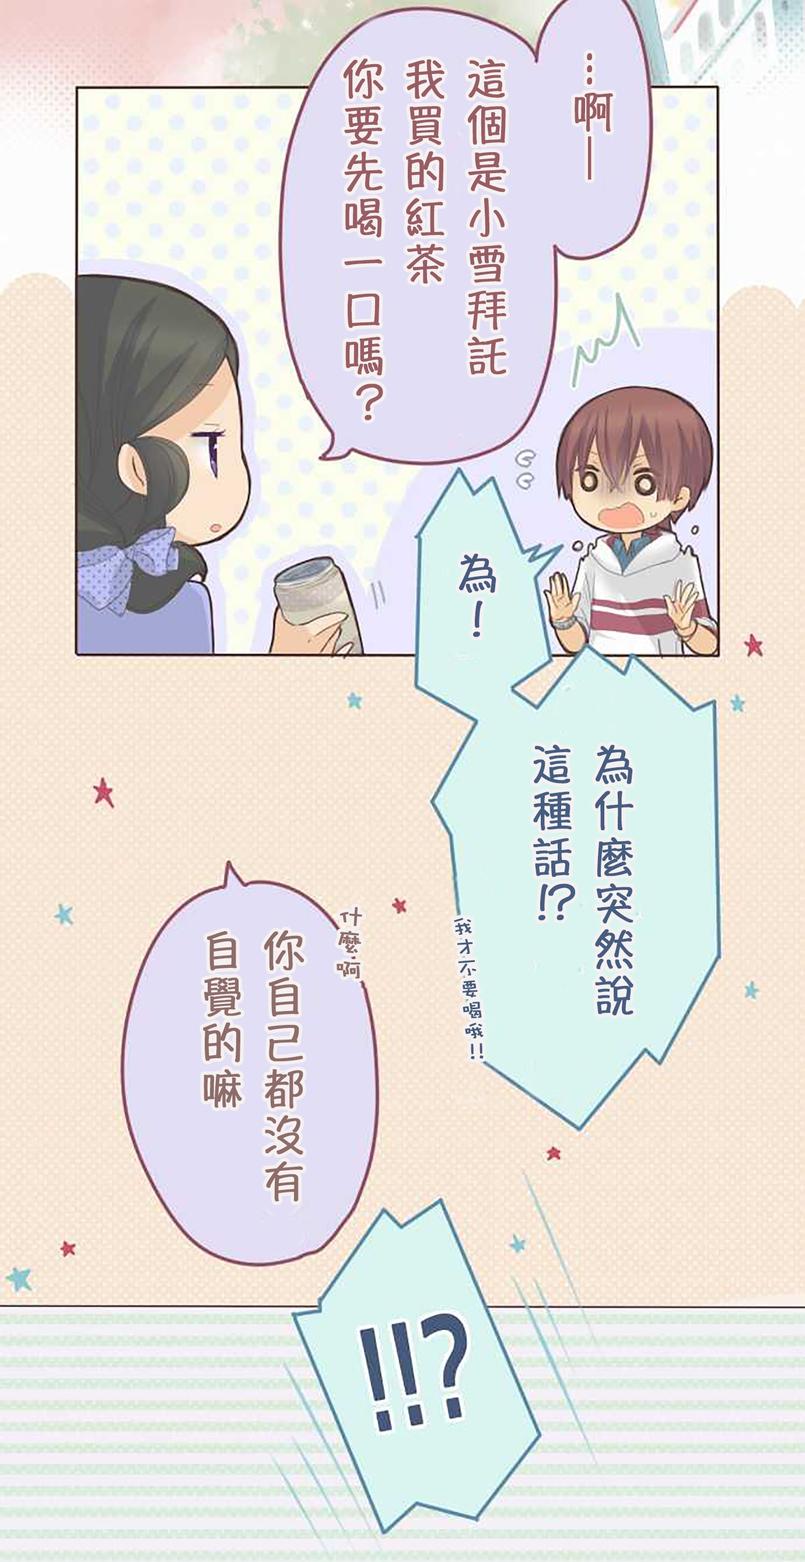 …啊—
這個是小雪拜託
我買的紅茶
你要先喝一口嗎？
為！
為什麼突然說
這種話!?
我才不要喝哦!!
什麼啊
你自己都沒有
自覺的嘛
!!?